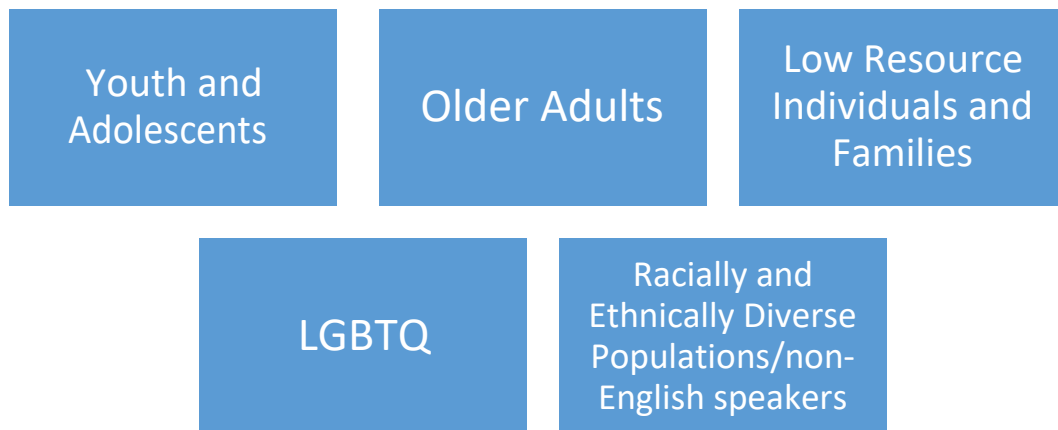 Youth and
Adolescents
Older Adults
Low Resource
Individuals and
Families
LGBTQ
Racially and
Ethnically Diverse
Populations/non-
English speakers